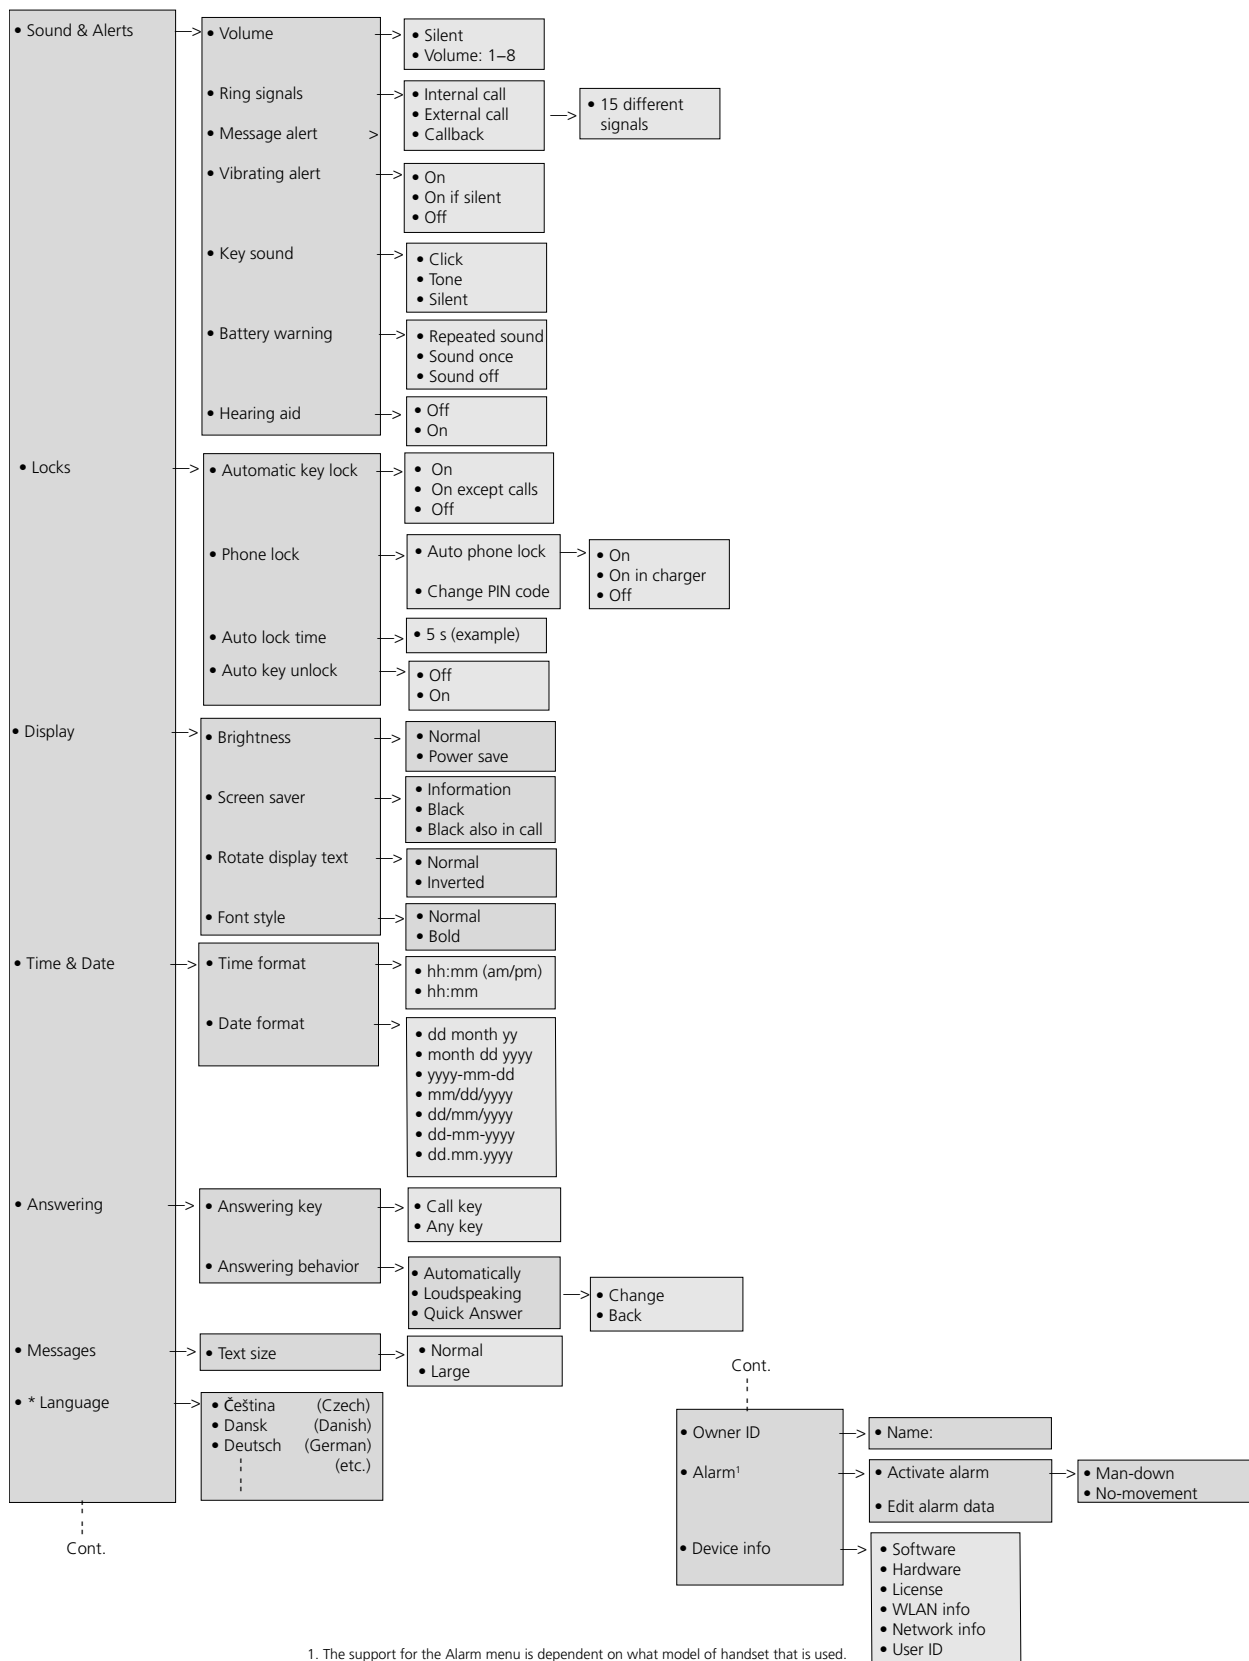 • Sound & Alerts
• Volume
• Silent
• Volume: 1–8
• Ring signals
• Internal call
• External call
• Callback
• 15 different
signals
• Message alert >
• Vibrating alert
• On
• On if silent
• Off
• Key sound
• Click
• Tone
• Silent
• Battery warning
• Repeated sound
• Sound once
• Sound off
• Hearing aid
• Off
• On
• Locks
• Automatic key lock
• On
• On except calls
• Off
• Phone lock
• Auto phone lock
• Change PIN code
• On
• On in charger
• Off
• Auto lock time
• 5 s (example)
• Auto key unlock
• Off
• On
• Display
• Brightness
• Normal
• Power save
• Screen saver
• Information
• Black
• Black also in call
• Rotate display text
• Normal
• Inverted
• Font style
• Normal
• Bold
• Time & Date
• Time format
• hh:mm (am/pm)
• hh:mm
• Date format
• dd month yy
• month dd yyyy
• yyyy-mm-dd
• mm/dd/yyyy
• dd/mm/yyyy
• dd-mm-yyyy
• dd.mm.yyyy
• Answering
• Answering key
• Call key
• Any key
• Answering behavior
• Automatically
• Loudspeaking
• Quick Answer
• Change
• Back
• Messages
• Text size
• Normal
• Large
• * Language
• Čeština (Czech)
• Dansk (Danish)
• Deutsch (German)
(etc.)
Cont.
Cont.
• Owner ID
• Name:
• Alarm¹
• Activate alarm
• Edit alarm data
• Man-down
• No-movement
• Device info
• Software
• Hardware
• License
• WLAN info
• Network info
• User ID
1. The support for the Alarm menu is dependent on what model of handset that is used.